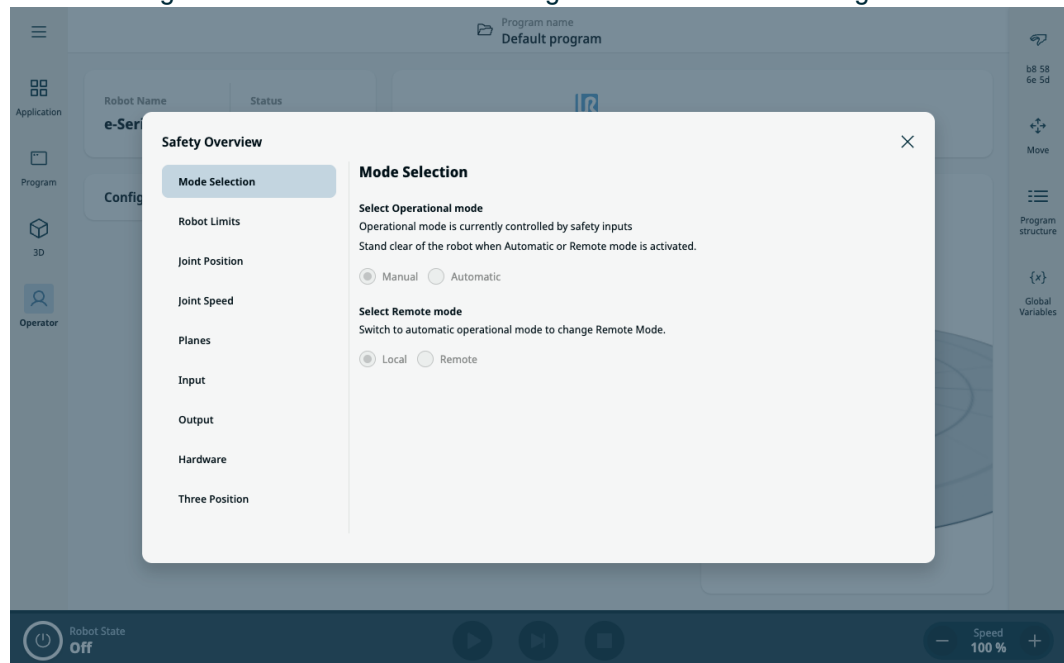 Program name
Default program
b8 58
6e 5d
Application
Robot Name
Status
e-Seri
Move
Safety Overview
Mode Selection
Mode Selection
Program
Config
Select Operational mode
Operational mode is currently controlled by safety inputs
Stand clear of the robot when Automatic or Remote mode is activated.
Robot Limits
Program
structure
3D
Joint Position
Manual
Automatic
Joint Speed
Select Remote mode
Switch to automatic operational mode to change Remote Mode.
{x}
Global
Variables
Operator
Planes
Local
Remote
Input
Output
Hardware
Three Position
Robot State
Off
Speed
100 %